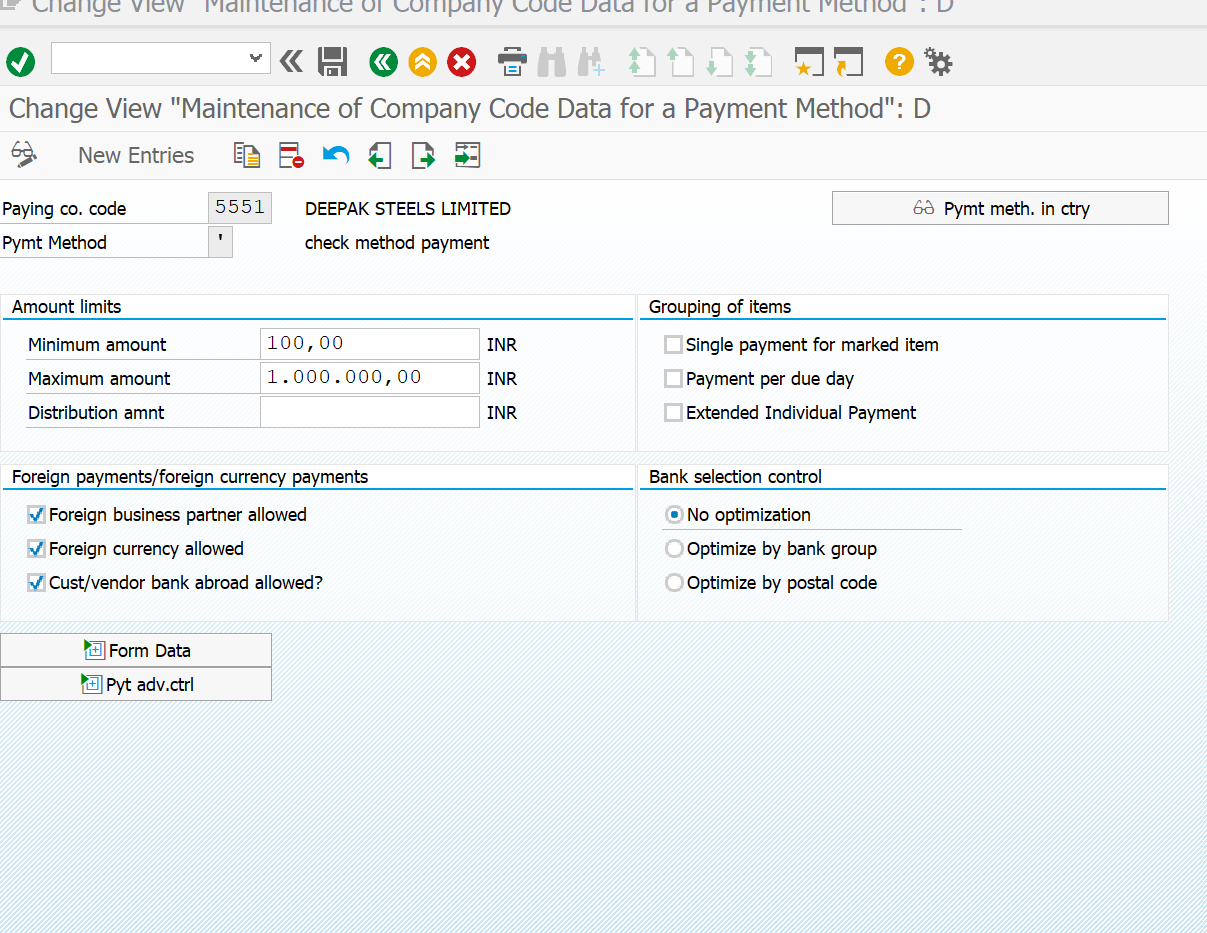 Change View "Maintenance of Company Code Data for a Payment Method": D
Change View "Maintenance of Company Code Data for a Payment Method": D
New Entries
Paying co. code 5551 DEEPAK STEELS LIMITED Pymt meth. in ctry
Pymt Method ' check method payment
Amount limits
Minimum amount 100,00 INR
Maximum amount 1.000.000,00 INR
Distribution amnt INR
Grouping of items
Single payment for marked item
Payment per due day
Extended Individual Payment
Foreign payments/foreign currency payments
Foreign business partner allowed
Foreign currency allowed
Cust/vendor bank abroad allowed?
Bank selection control
No optimization
Optimize by bank group
Optimize by postal code
Form Data
Pyt adv.ctrl